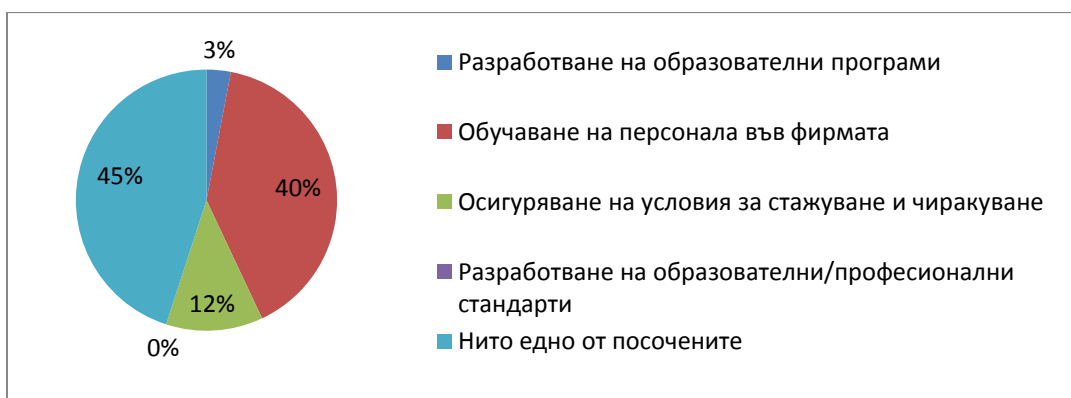 3%
Разработване на образователни програми
Обучаване на персонала във фирмата
45%
40%
Осигуряване на условия за стажуване и чиракуване
Разработване на образователни/професионални
стандарти
12%
0%
Нито едно от посочените